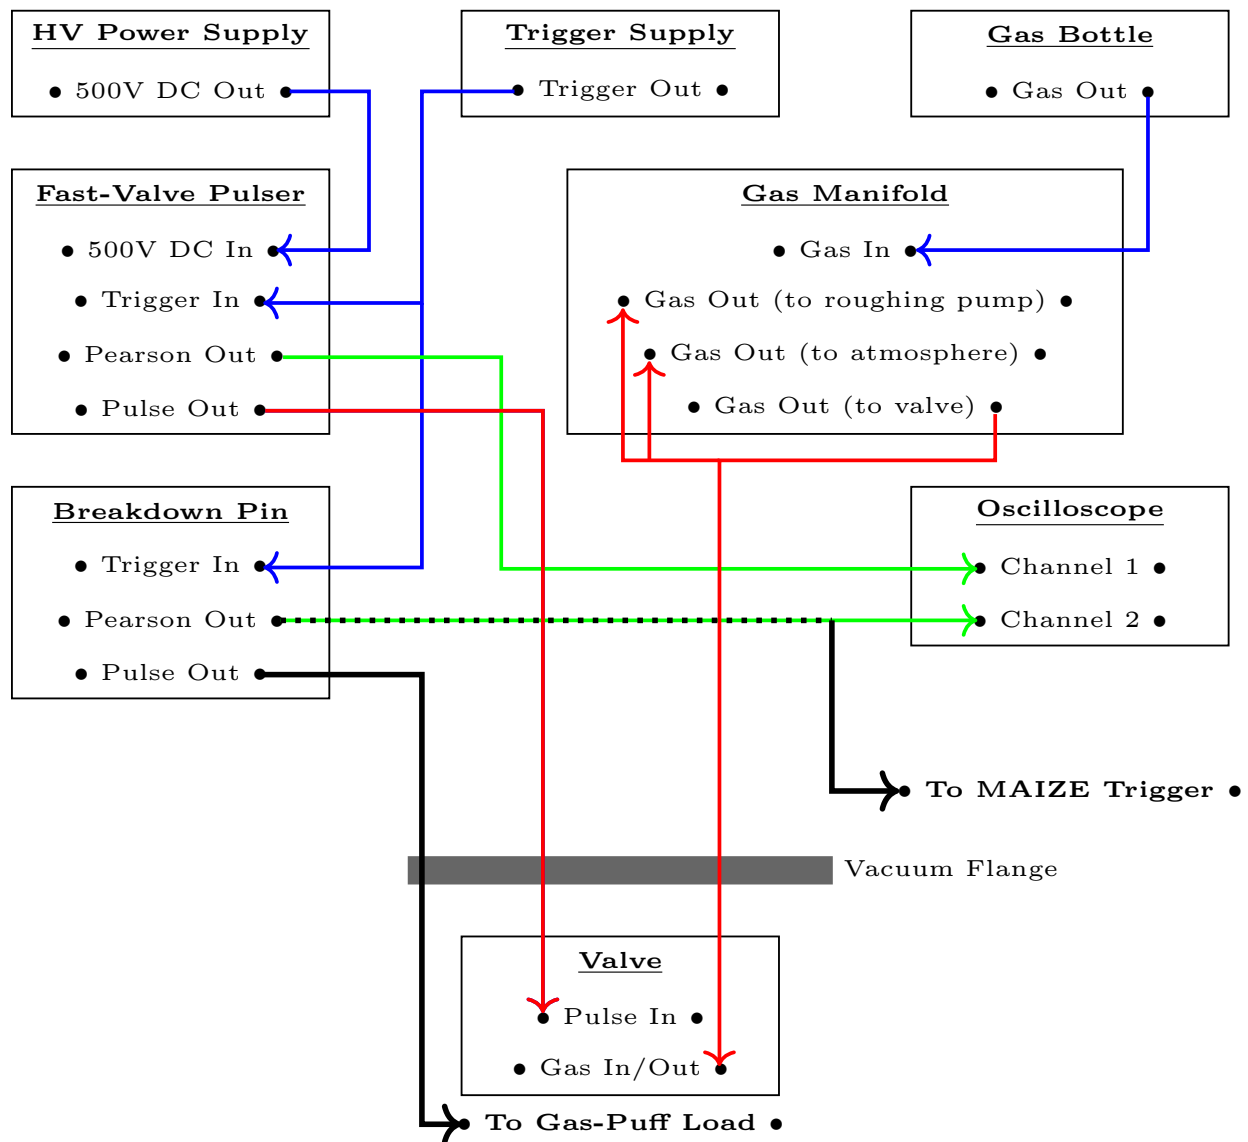 HV Power Supply
500V DC Out
Trigger Supply
Trigger Out
Gas Bottle
Gas Out
Fast-Valve Pulser
500V DC In
Trigger In
Pearson Out
Pulse Out
Gas Manifold
Gas In
Gas Out (to roughing pump)
Gas Out (to atmosphere)
Gas Out (to valve)
Breakdown Pin
Trigger In
Pearson Out
Pulse Out
Oscilloscope
Channel 1
Channel 2
To MAIZE Trigger
Vacuum Flange
Valve
Pulse In
Gas In/Out
To Gas-Puff Load